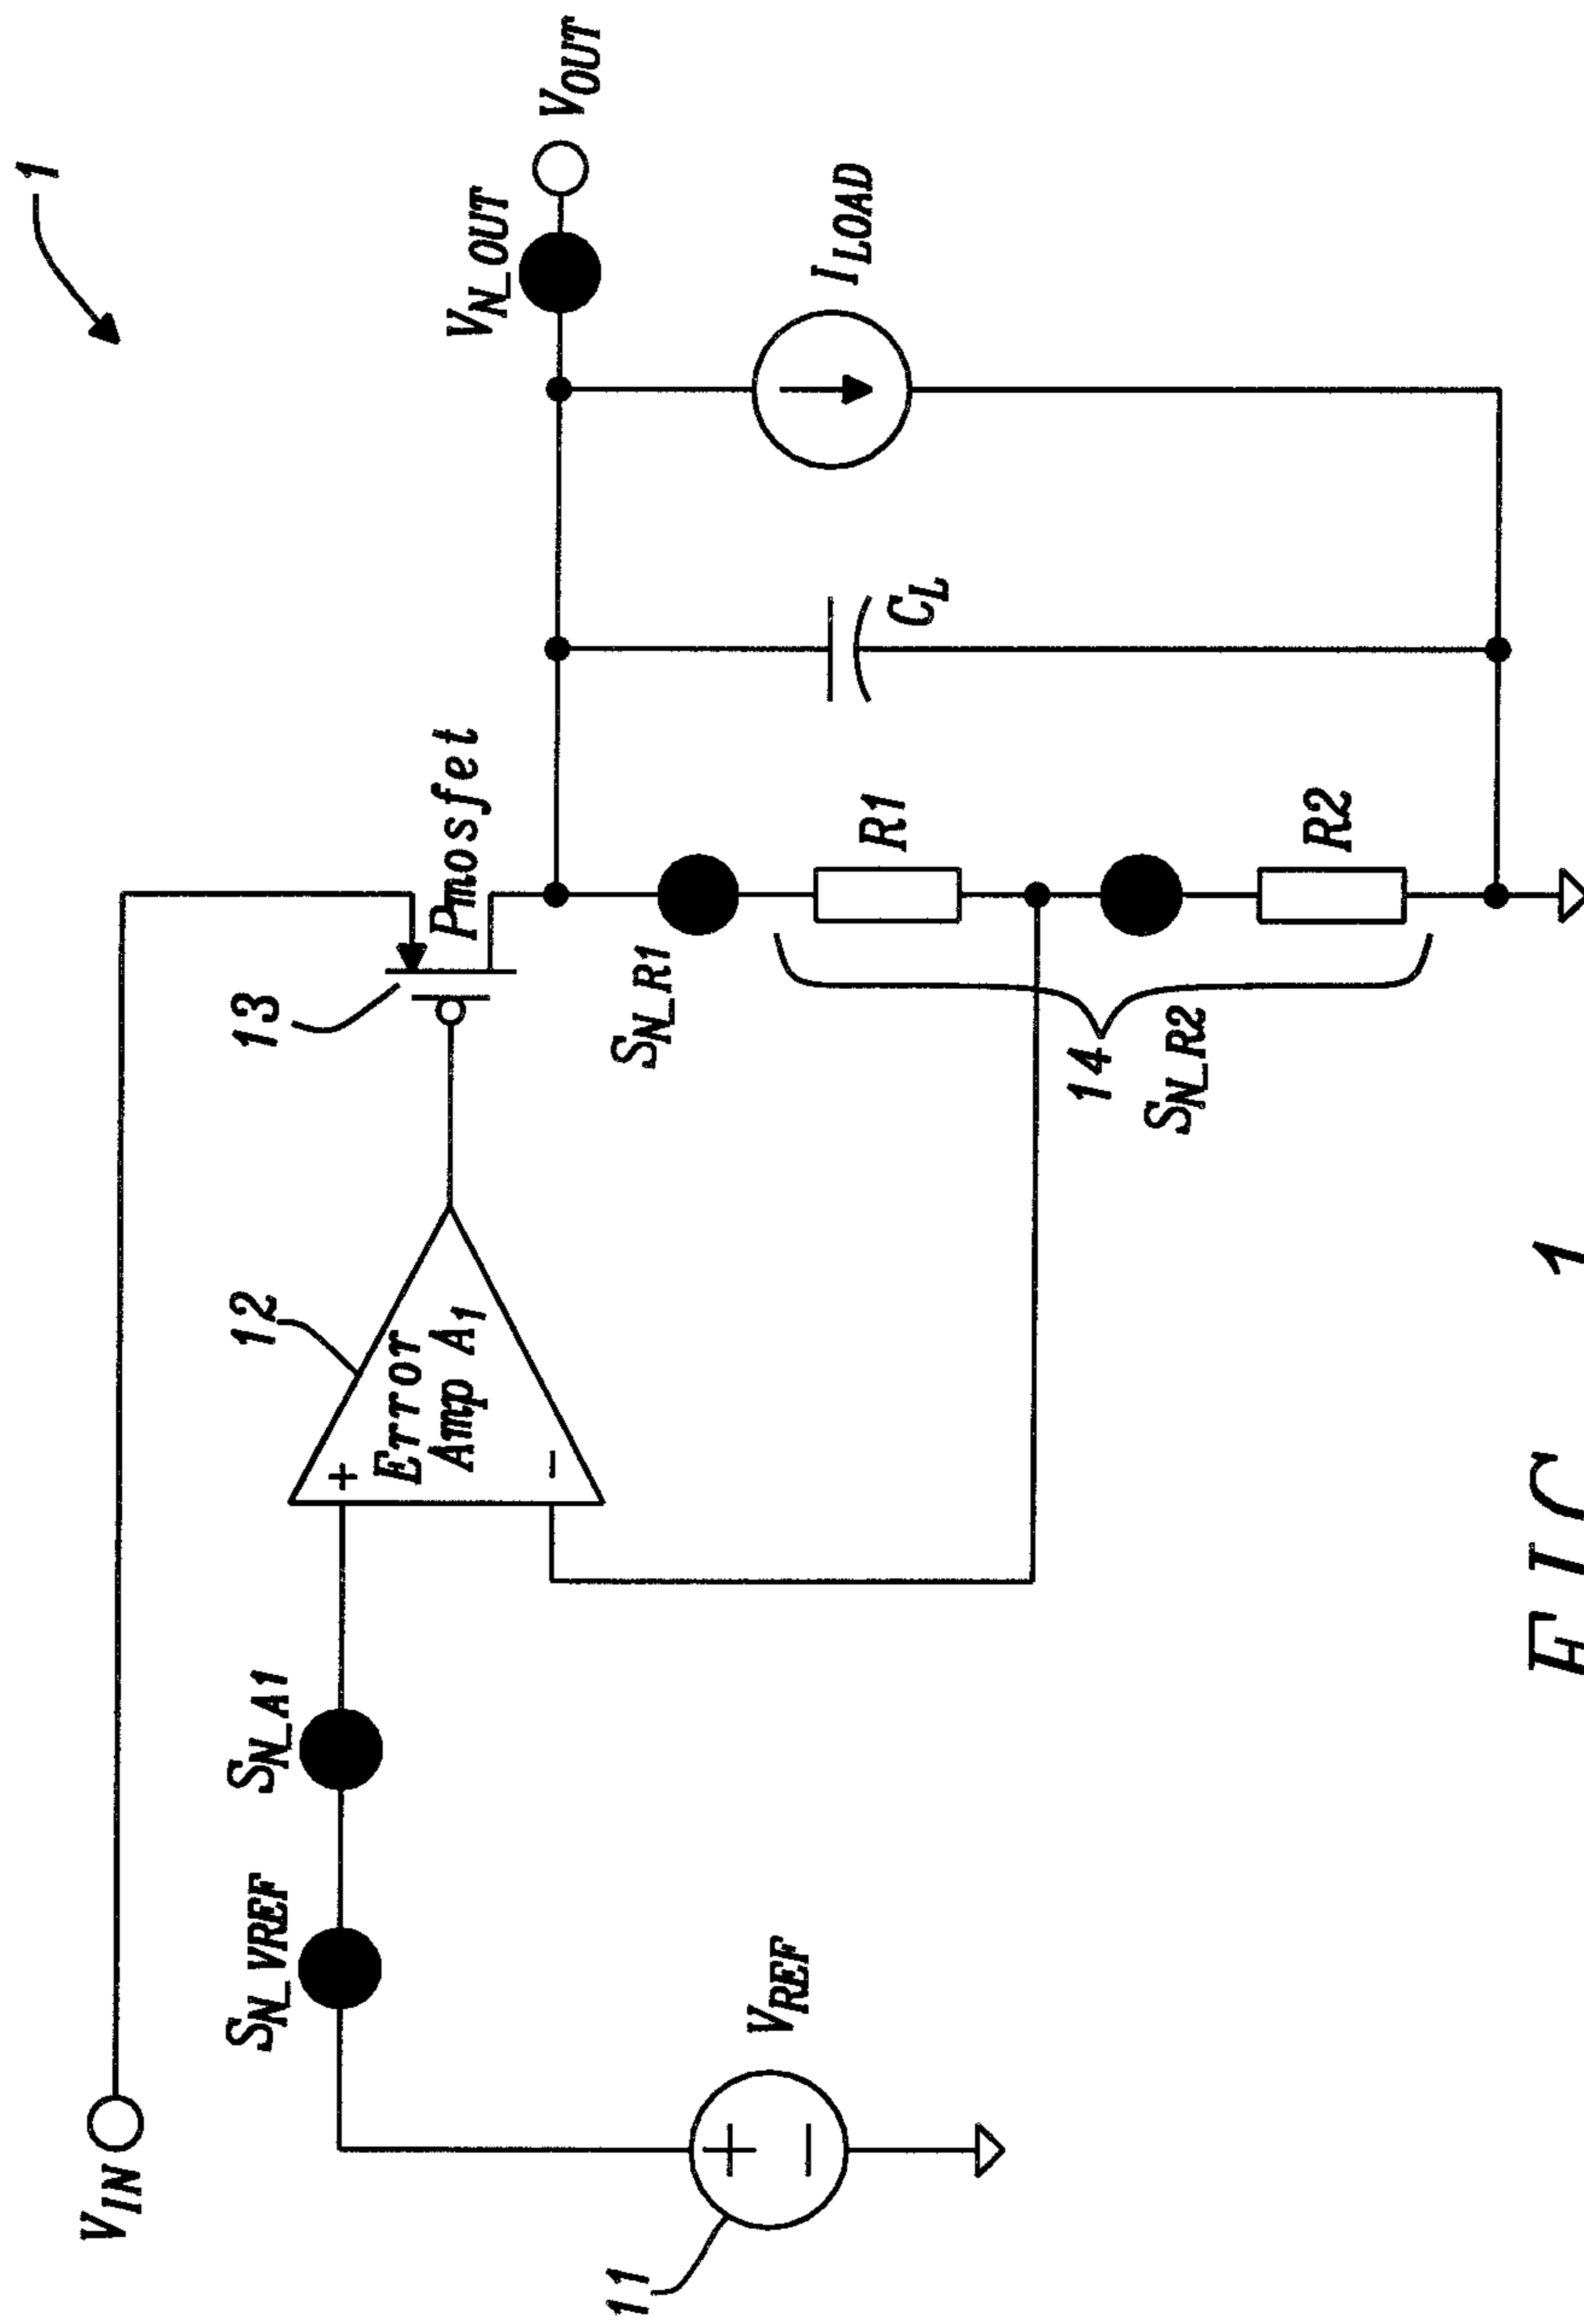 1
V_IN
13
Pmosfet
V_N_OUT
V_OUT
12
S_N_VREF
S_N_A1
+
Error
Amp A_1
−
S_N_R1
R1
C_L
I_LOAD
11
+
−
V_REF
14
S_N_R2
R2
FIG. 1